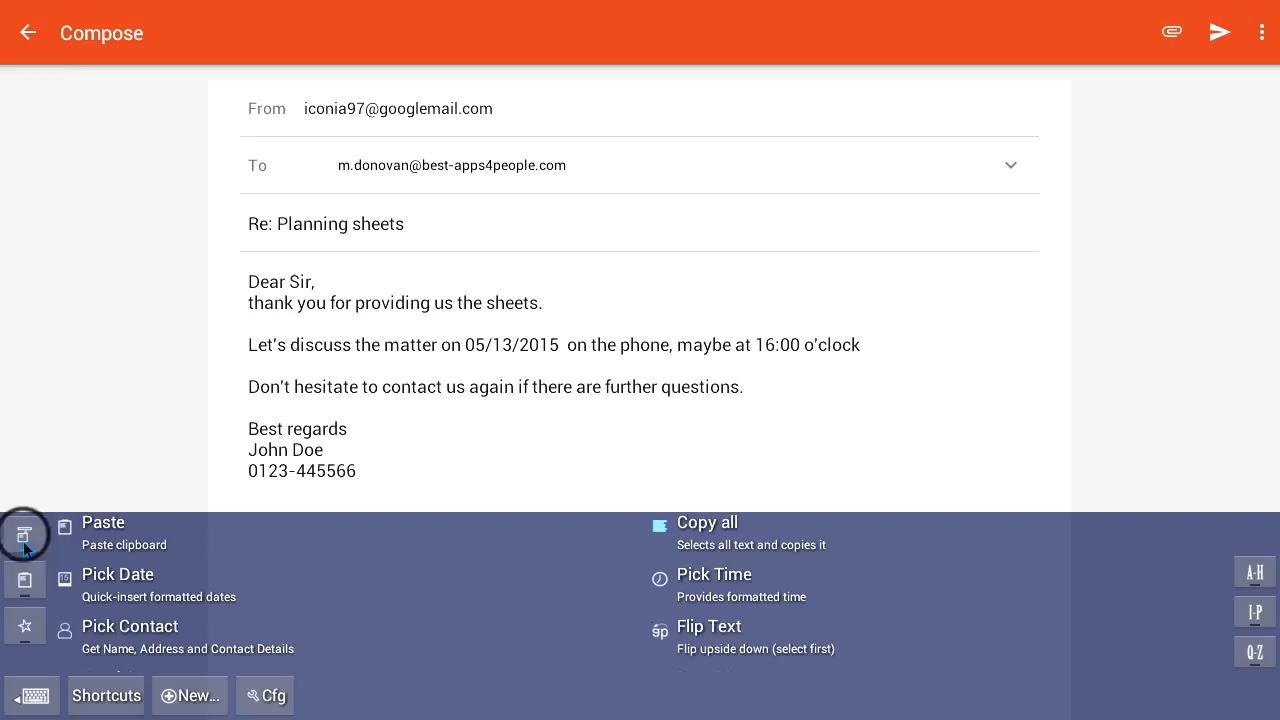 Compose
From iconia97@googlemail.com
To m.donovan@best-apps4people.com
Re: Planning sheets
Dear Sir,
thank you for providing us the sheets.
Let's discuss the matter on 05/13/2015  on the phone, maybe at 16:00 o'clock
Don't hesitate to contact us again if there are further questions.
Best regards
John Doe
0123-445566
Paste
Paste clipboard
Copy all
Selects all text and copies it
Pick Date
Quick-insert formatted dates
Pick Time
Provides formatted time
Pick Contact
Get Name, Address and Contact Details
Flip Text
Flip upside down (select first)
A-H
I-P
Q-Z
Shortcuts
New...
Cfg